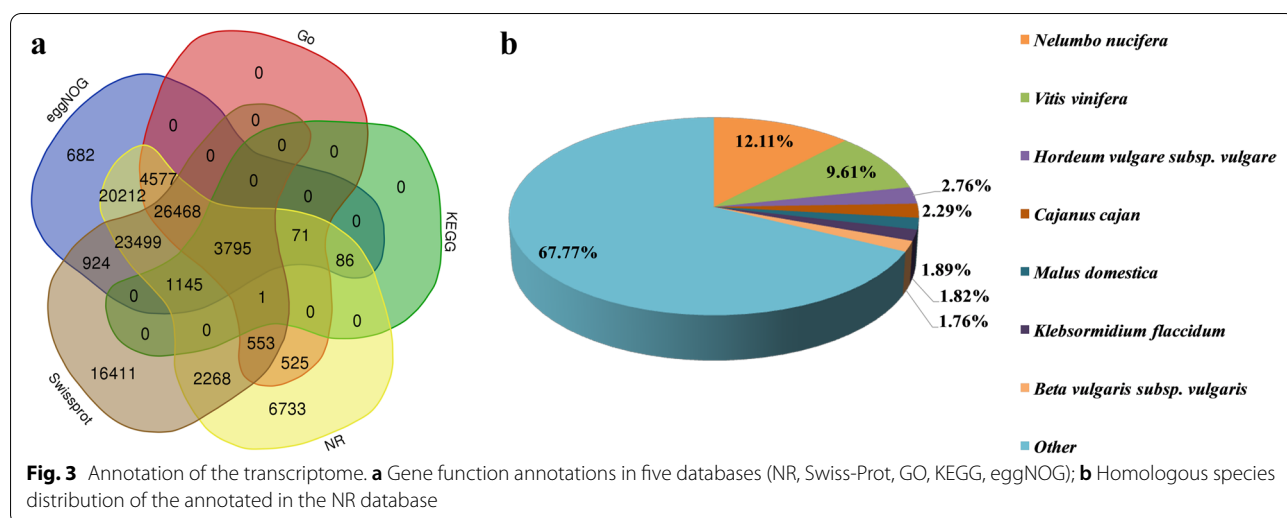 a
Go
eggNOG
KEGG
Swissprot
NR
0
0
0
0
682
0
0
0
0
0
0
4577
20212
26468
0
71
3795
86
23499
924
1145
0
1
0
0
0
0
553
525
16411
2268
6733
b
12.11%
9.61%
2.76%
2.29%
1.89%
1.82%
1.76%
67.77%
Nelumbo nucifera
Vitis vinifera
Hordeum vulgare subsp. vulgare
Cajanus cajan
Malus domestica
Klebsormidium flaccidum
Beta vulgaris subsp. vulgaris
Other
Fig. 3 Annotation of the transcriptome. a Gene function annotations in five databases (NR, Swiss-Prot, GO, KEGG, eggNOG); b Homologous species
distribution of the annotated in the NR database